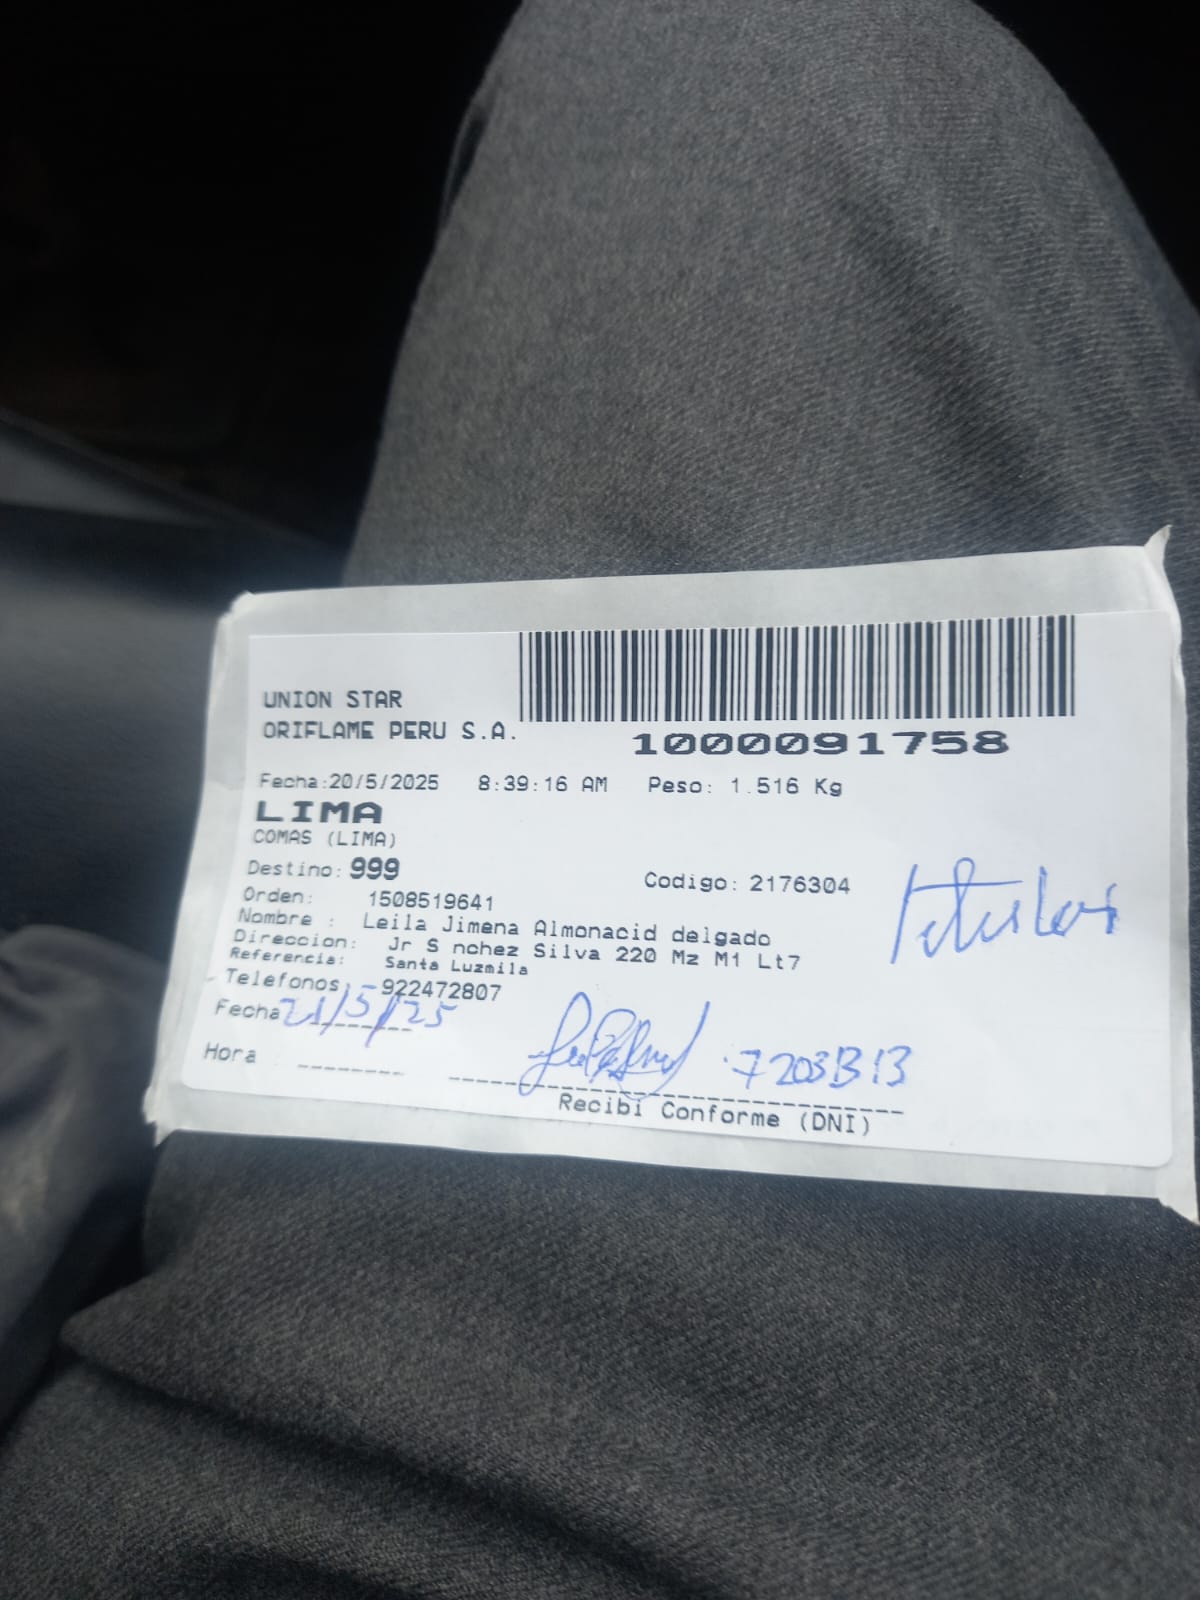 UNION STAR
ORIFLAME PERU S.A.
1000091758
Fecha:20/5/2025 8:39:16 AM Peso: 1.516 Kg
LIMA
COMAS (LIMA)
Destino: 999
Codigo: 2176304
Orden: 1508519641
Nombre : Leila Jimena Almonacid delgado
Direccion: Jr S nchez Silva 220 Mz M1 Lt7
Referencia: Santa Luzmila
Telefonos: 922472807
titular
Fecha 21/5/25
Hora
Recibi Conforme (DNI)